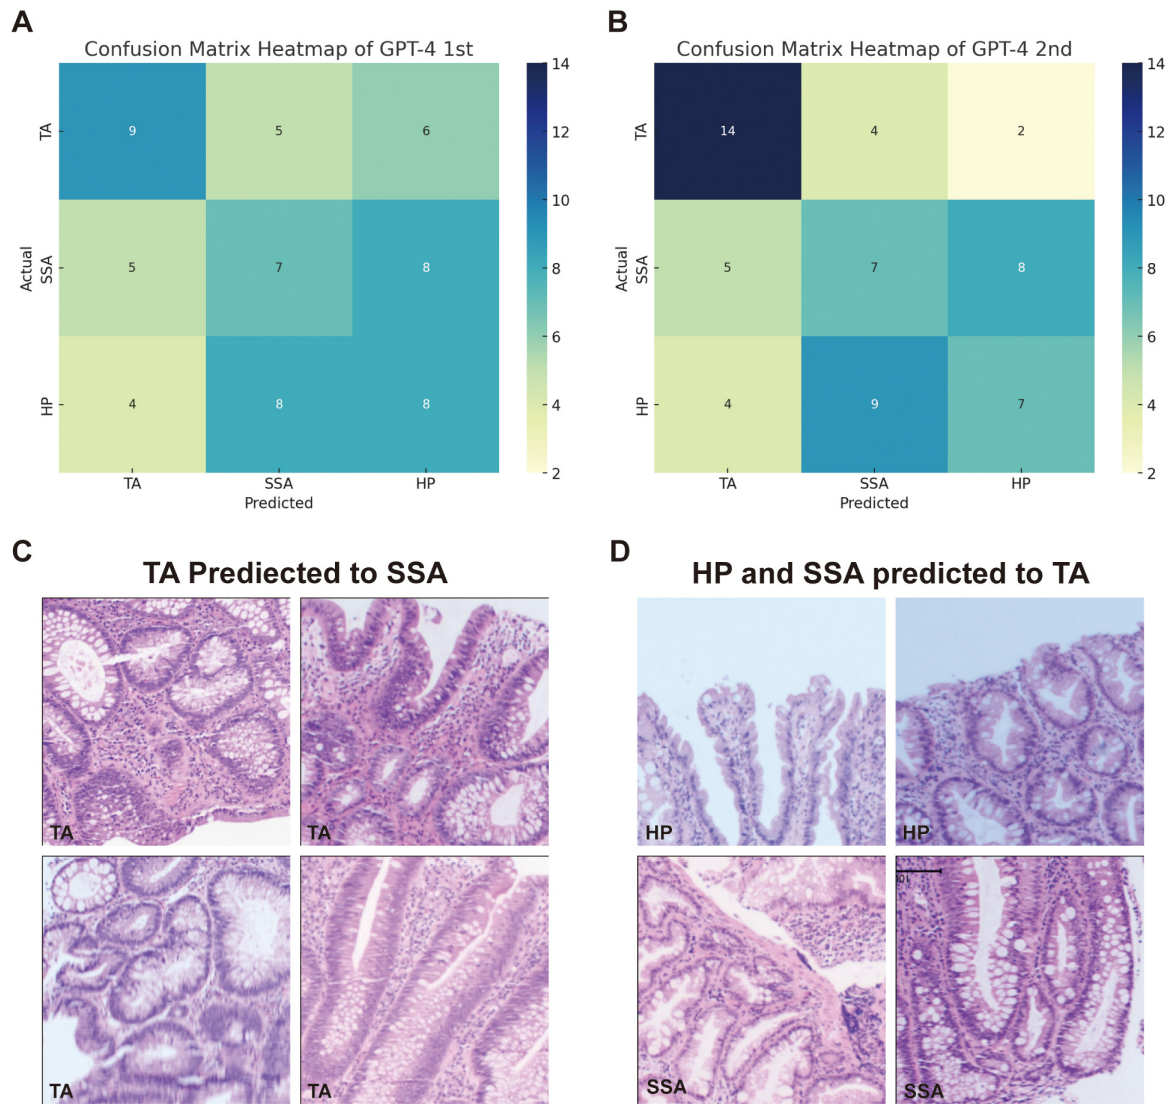 A
Confusion Matrix Heatmap of GPT-4 1st
TA
9
5
6
SSA
5
7
8
HP
4
8
8
Actual
TA
SSA
HP
Predicted
14
12
10
8
6
4
2
B
Confusion Matrix Heatmap of GPT-4 2nd
TA
14
4
2
SSA
5
7
8
HP
4
9
7
Actual
TA
SSA
HP
Predicted
14
12
10
8
6
4
2
C
TA Prediected to SSA
TA
TA
TA
TA
D
HP and SSA predicted to TA
HP
HP
SSA
SSA